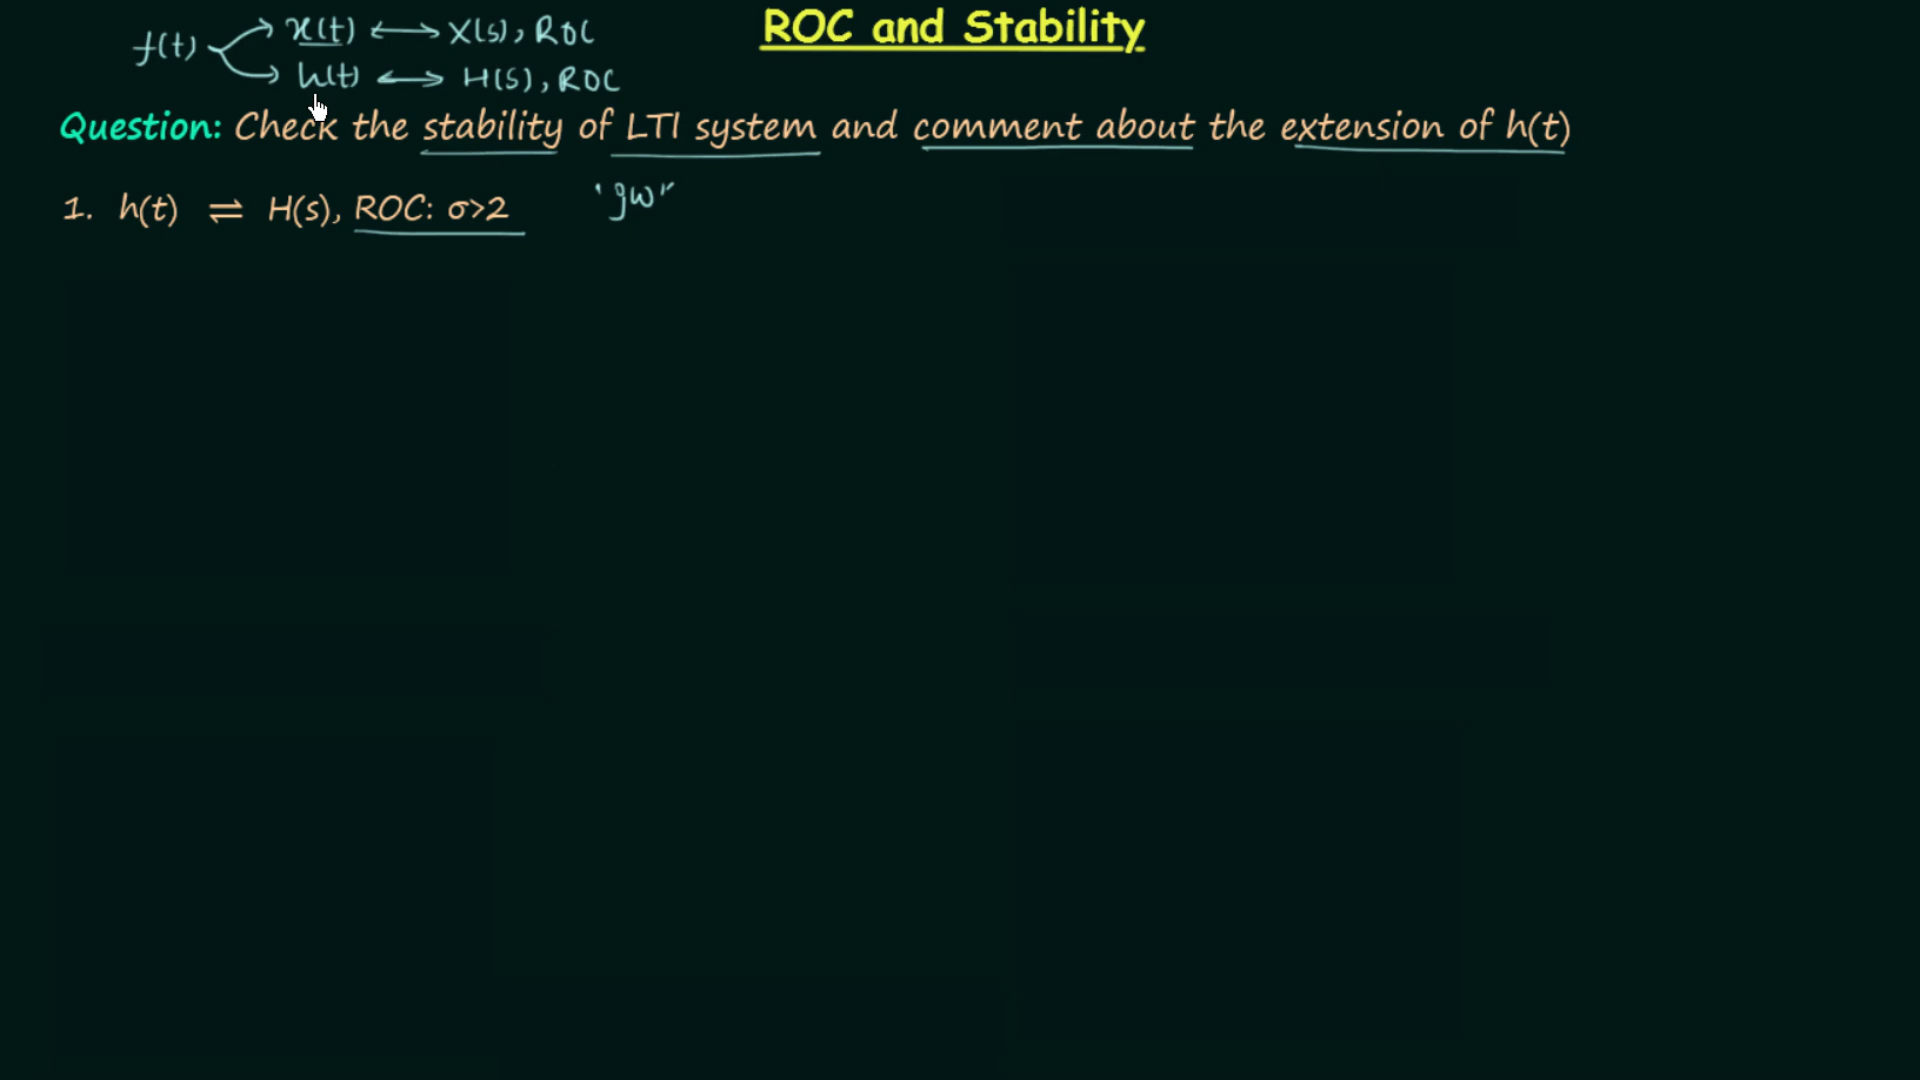 ROC and Stability
f(t) → x(t) ⟷ X(s), ROC
→ h(t) ⟷ H(s), ROC
Question: Check the stability of LTI system and comment about the extension of h(t)
1. h(t) ⇌ H(s), ROC: σ>2 "jω"